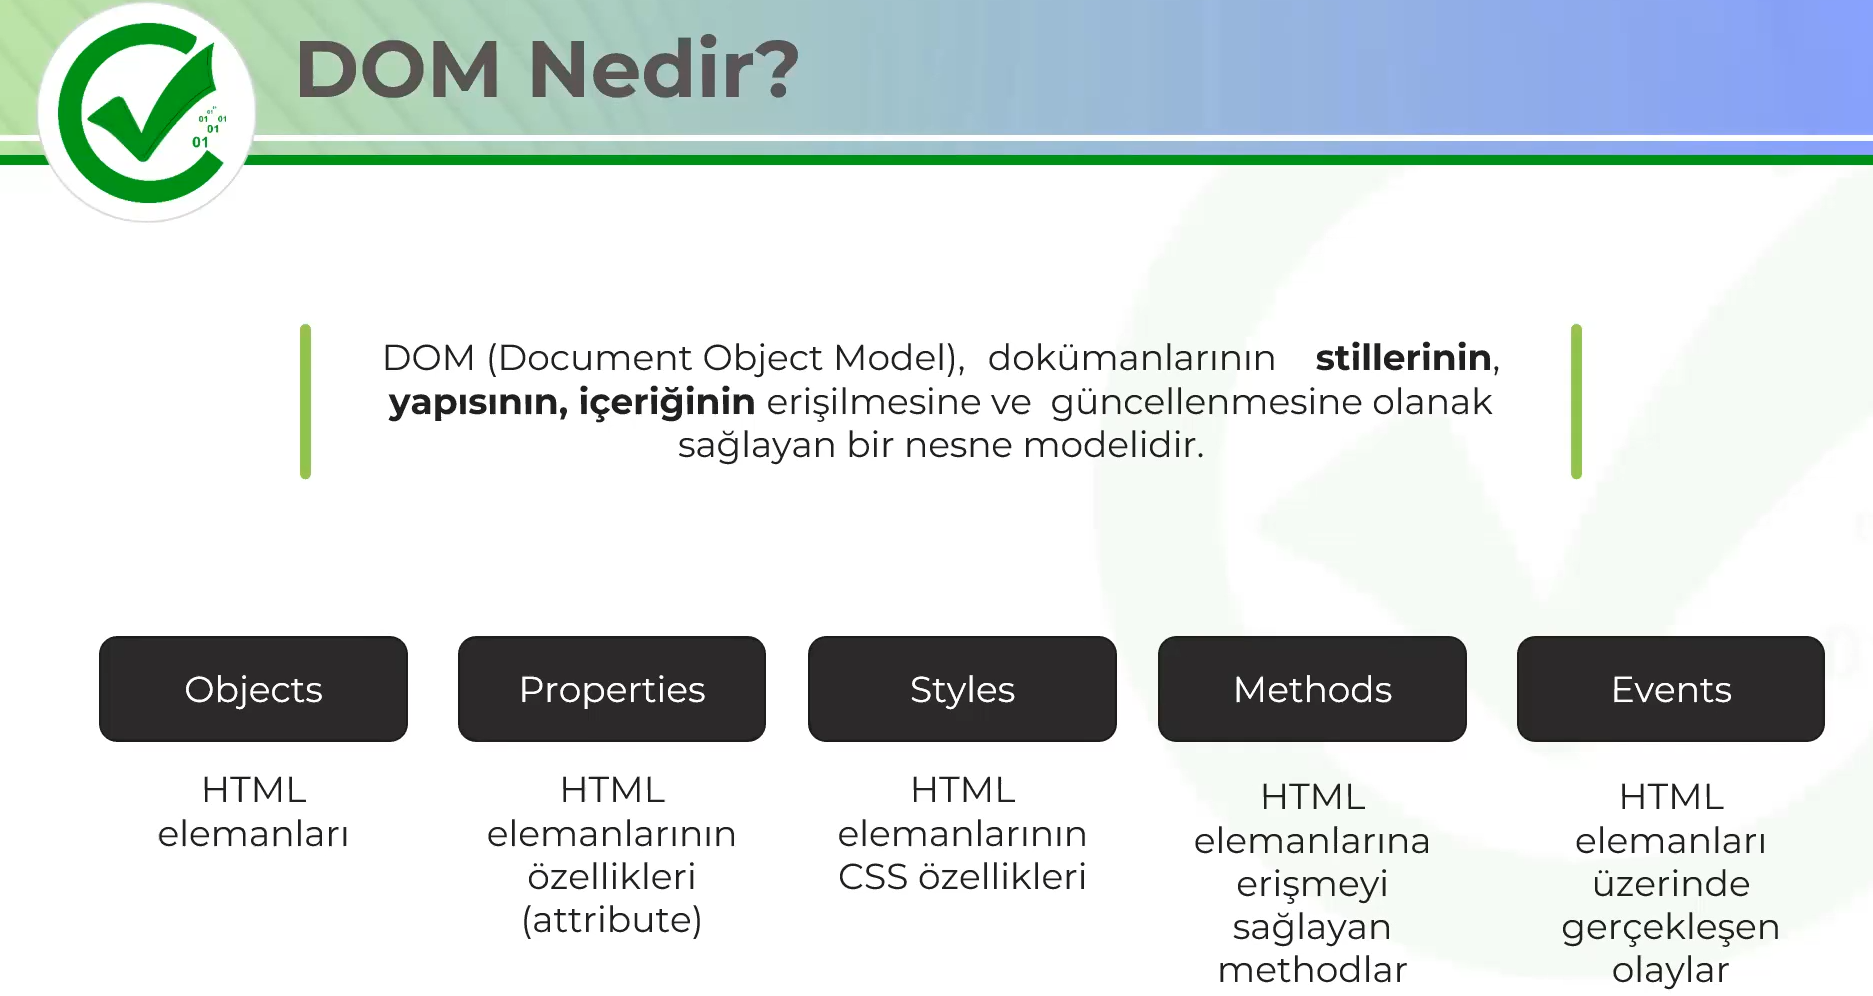 DOM Nedir?
01
01
01
01
01
DOM (Document Object Model), dokümanlarının stillerinin,
yapısının, içeriğinin erişilmesine ve güncellenmesine olanak
sağlayan bir nesne modelidir.
Objects
Properties
Styles
Methods
Events
HTML
elemanları
HTML
elemanlarının
özellikleri
(attribute)
HTML
elemanlarının
CSS özellikleri
HTML
elemanlarına
erişmeyi
sağlayan
methodlar
HTML
elemanları
üzerinde
gerçekleşen
olaylar